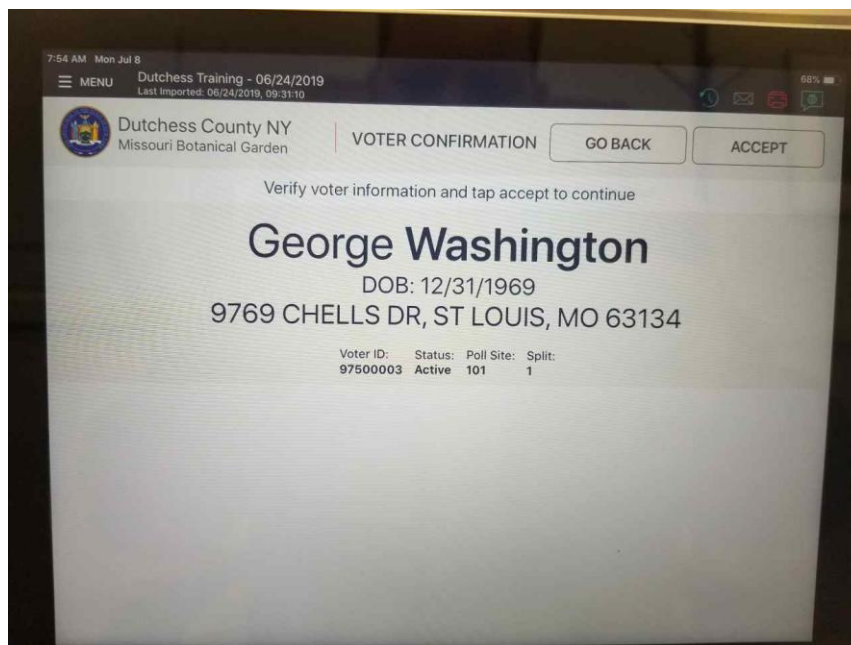 7:54 AM Mon Jul 8
68%
MENU
Dutchess Training - 06/24/2019
Last Imported: 06/24/2019, 09:31:10
Dutchess County NY
Missouri Botanical Garden
VOTER CONFIRMATION
GO BACK
ACCEPT
Verify voter information and tap accept to continue
George Washington
DOB: 12/31/1969
9769 CHELLS DR, ST LOUIS, MO 63134
Voter ID: Status: Poll Site: Split:
97500003 Active 101 1